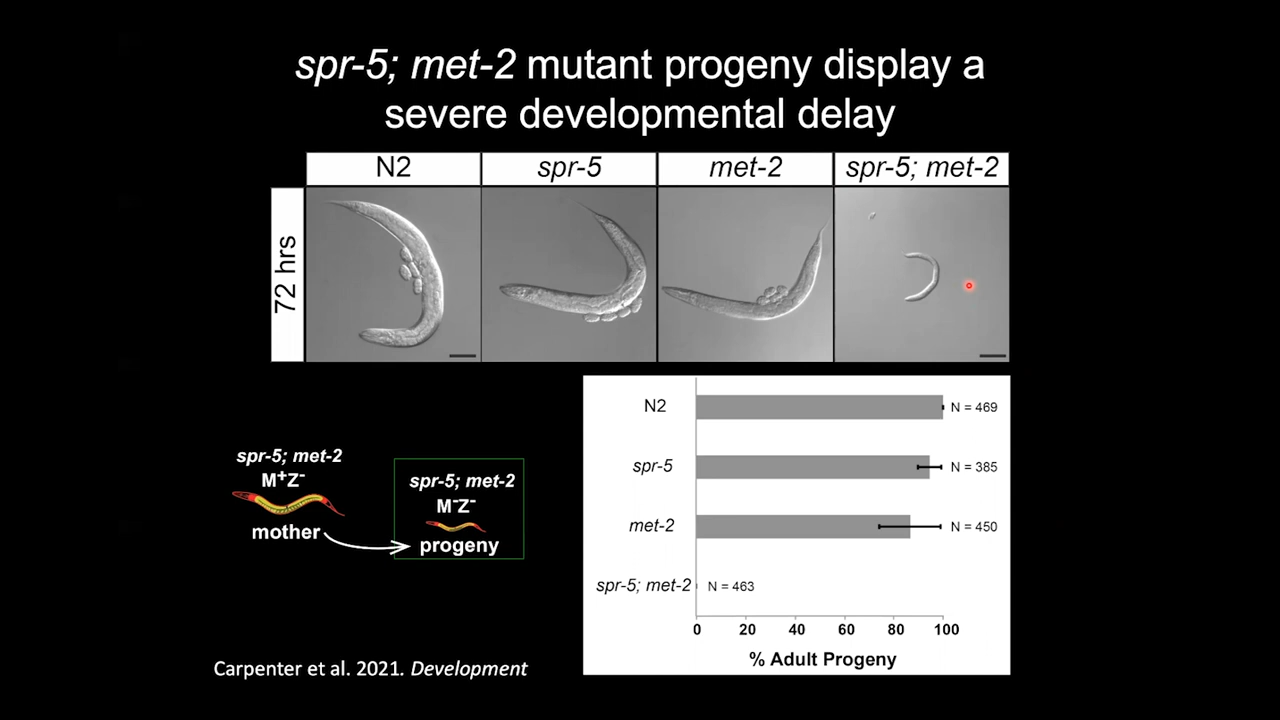 spr-5; met-2 mutant progeny display a
severe developmental delay
N2
spr-5
met-2
spr-5; met-2
72 hrs
spr-5; met-2
M⁺Z⁻
mother
spr-5; met-2
M⁻Z⁻
progeny
N2
N = 469
spr-5
N = 385
met-2
N = 450
spr-5; met-2
N = 463
0 20 40 60 80 100
% Adult Progeny
Carpenter et al. 2021. Development